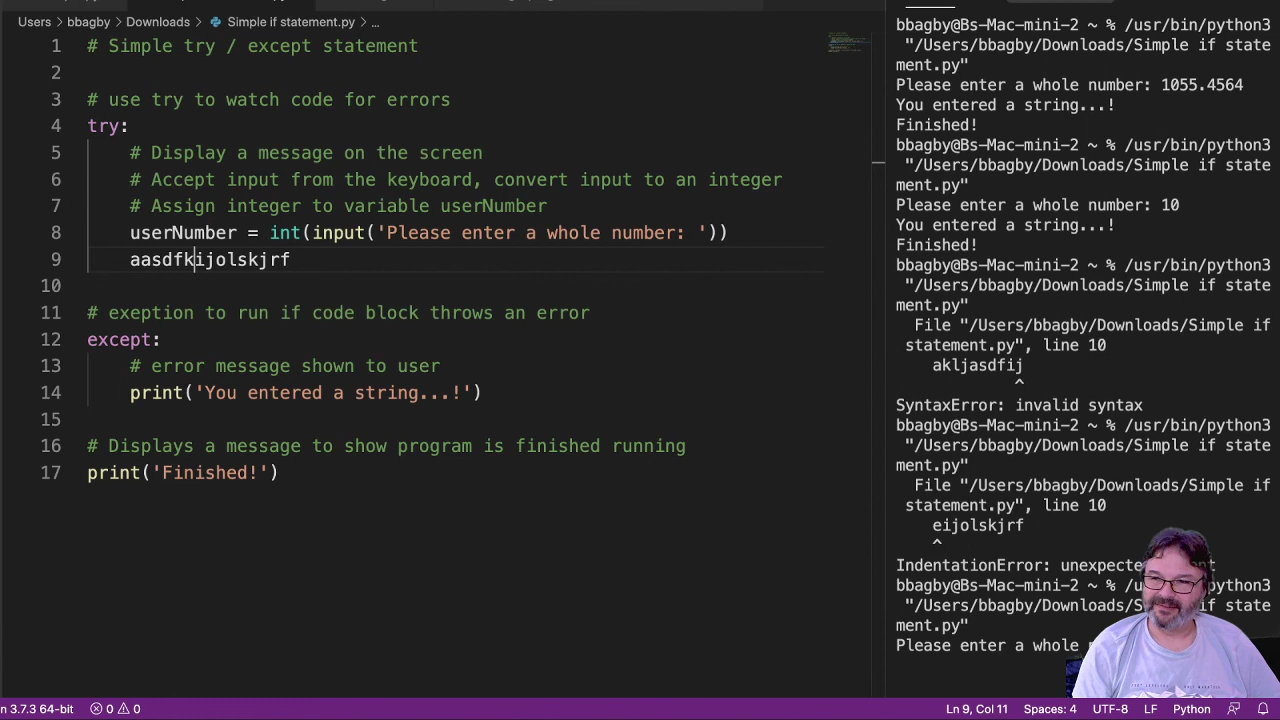 Users > bbagby > Downloads > Simple if statement.py > ...
1 # Simple try / except statement
2
3 # use try to watch code for errors
4 try:
5 # Display a message on the screen
6 # Accept input from the keyboard, convert input to an integer
7 # Assign integer to variable userNumber
8 userNumber = int(input('Please enter a whole number: '))
9 aasdfkijolskjrf
10
11 # exeption to run if code block throws an error
12 except:
13 # error message shown to user
14 print('You entered a string...!')
15
16 # Displays a message to show program is finished running
17 print('Finished!')
bbagby@Bs-Mac-mini-2 ~ % /usr/bin/python3
"/Users/bbagby/Downloads/Simple if state
ment.py"
Please enter a whole number: 1055.4564
You entered a string...!
Finished!
bbagby@Bs-Mac-mini-2 ~ % /usr/bin/python3
"/Users/bbagby/Downloads/Simple if state
ment.py"
Please enter a whole number: 10
You entered a string...!
Finished!
bbagby@Bs-Mac-mini-2 ~ % /usr/bin/python3
"/Users/bbagby/Downloads/Simple if state
ment.py"
File "/Users/bbagby/Downloads/Simple if
statement.py", line 10
akljasdfij
^
SyntaxError: invalid syntax
bbagby@Bs-Mac-mini-2 ~ % /usr/bin/python3
"/Users/bbagby/Downloads/Simple if state
ment.py"
File "/Users/bbagby/Downloads/Simple if
statement.py", line 10
eijolskjrf
^
IndentationError:
bbagby@Bs-Mac-mini-2 ~ % python3
"/Users/bbagby/Downloads/Simple if state
ment.py"
Please enter a whole
3.7.3 64-bit 0 0 Ln 9, Col 11 Spaces: 4 UTF-8 LF Python